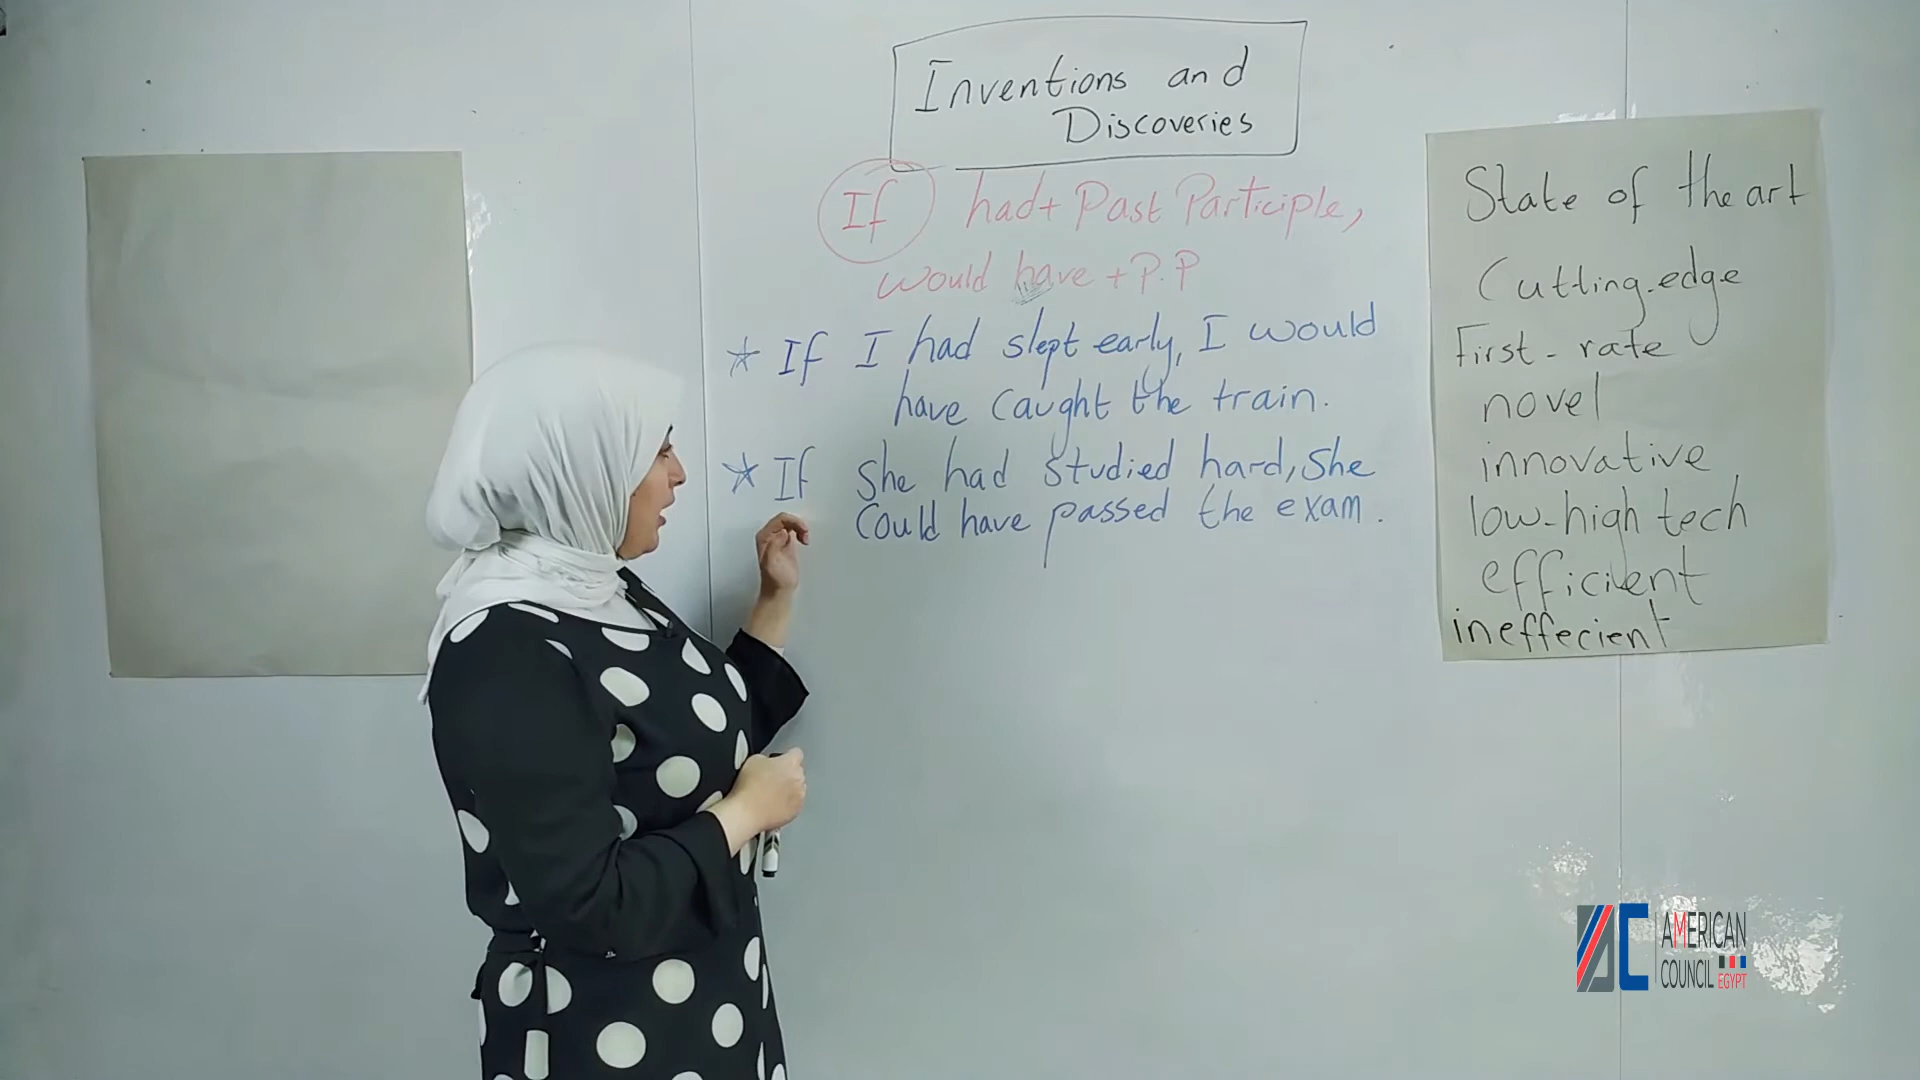 Inventions and
Discoveries
If had + Past Participle,
would have + P.P
★ If I had slept early, I would
have caught the train.
★ If She had studied hard, She
Could have passed the exam.
State of the art
Cutting-edge
First-rate
novel
innovative
low-high tech
efficient
ineffecient
AC AMERICAN
COUNCIL EGYPT